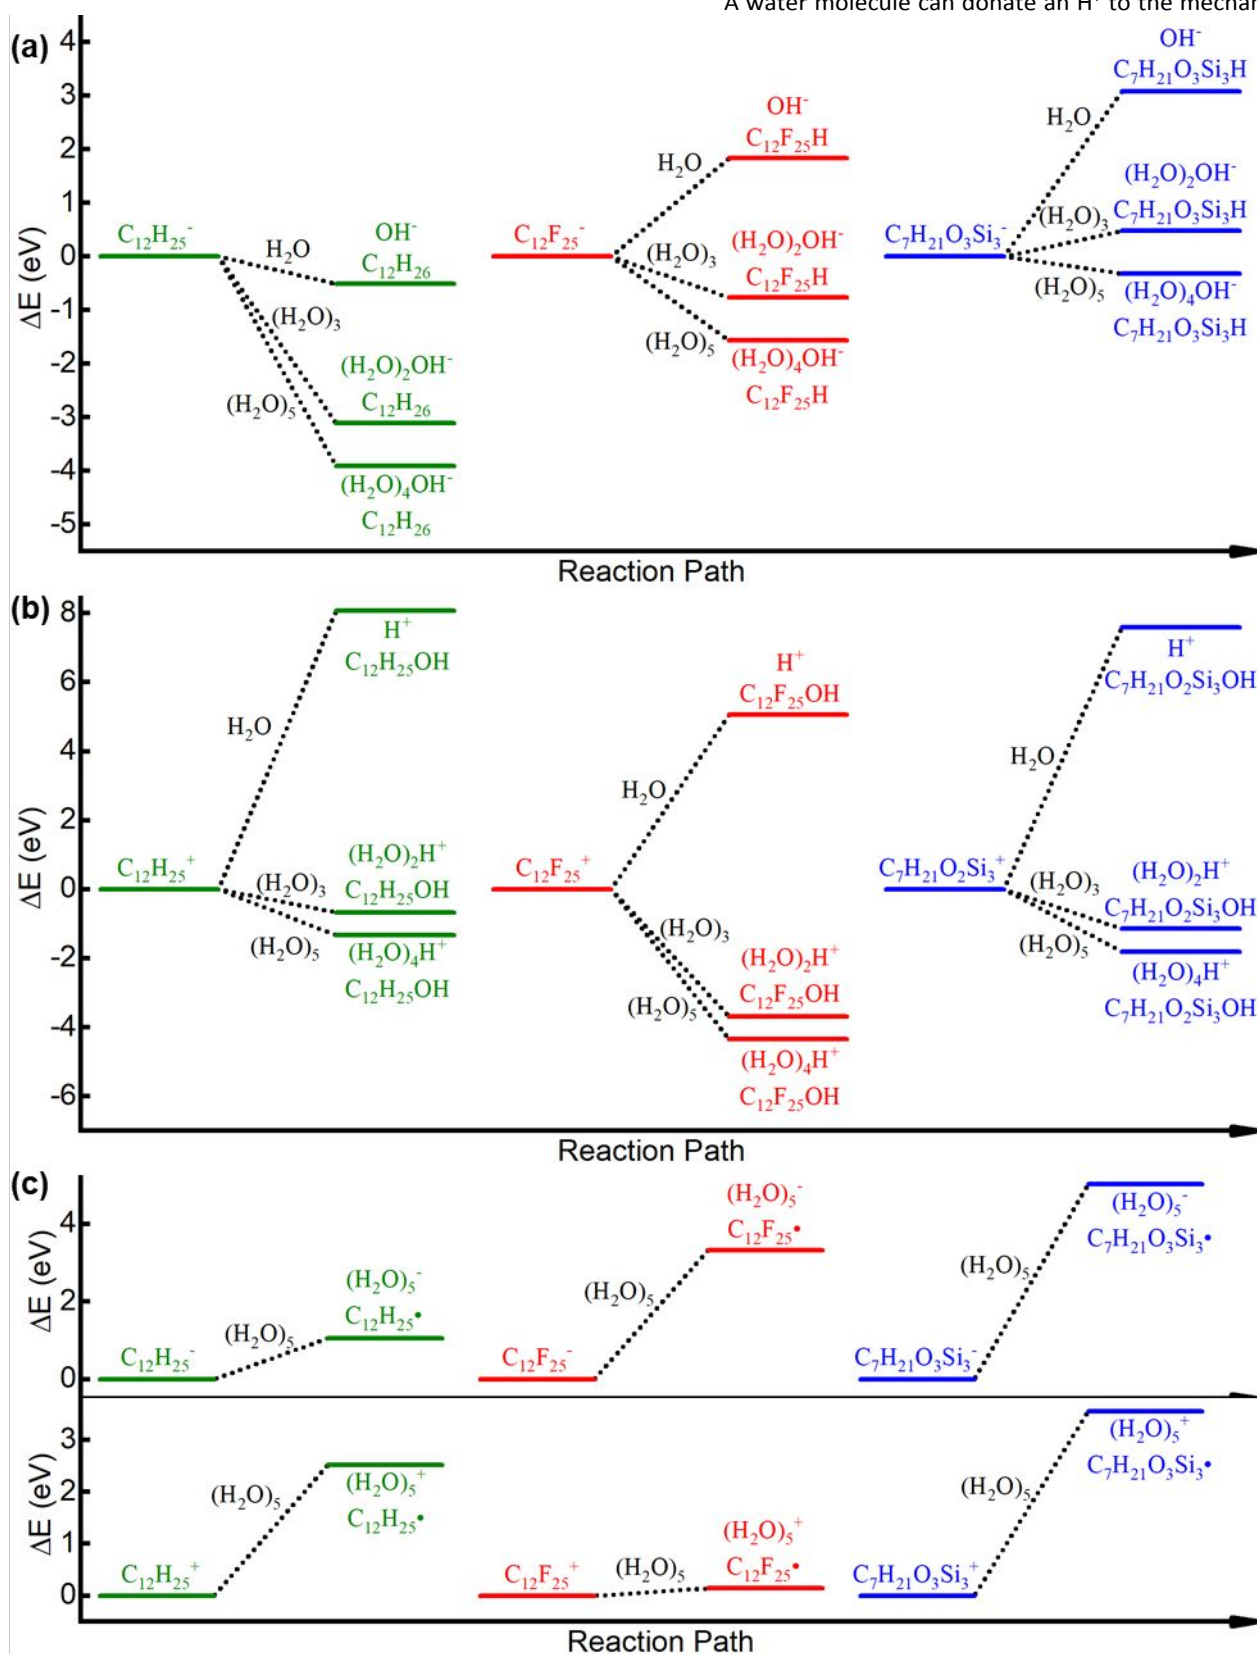 A water molecule can donate an H⁺ to the mechan
(a)
4
3
2
1
0
-1
-2
-3
-4
-5
ΔE (eV)
C₁₂H₂₅⁻
H₂O
(H₂O)₃
(H₂O)₅
OH⁻
C₁₂H₂₆
(H₂O)₂OH⁻
C₁₂H₂₆
(H₂O)₄OH⁻
C₁₂H₂₆
C₁₂F₂₅⁻
H₂O
(H₂O)₃
(H₂O)₅
OH⁻
C₁₂F₂₅H
(H₂O)₂OH⁻
C₁₂F₂₅H
(H₂O)₄OH⁻
C₁₂F₂₅H
C₇H₂₁O₃Si₃⁻
H₂O
(H₂O)₃
(H₂O)₅
OH⁻
C₇H₂₁O₃Si₃H
(H₂O)₂OH⁻
C₇H₂₁O₃Si₃H
(H₂O)₄OH⁻
C₇H₂₁O₃Si₃H
Reaction Path
(b)
8
6
4
2
0
-2
-4
-6
ΔE (eV)
C₁₂H₂₅⁺
H₂O
(H₂O)₃
(H₂O)₅
H⁺
C₁₂H₂₅OH
(H₂O)₂H⁺
C₁₂H₂₅OH
(H₂O)₄H⁺
C₁₂H₂₅OH
C₁₂F₂₅⁺
H₂O
(H₂O)₃
(H₂O)₅
H⁺
C₁₂F₂₅OH
(H₂O)₂H⁺
C₁₂F₂₅OH
(H₂O)₄H⁺
C₁₂F₂₅OH
C₇H₂₁O₂Si₃⁺
H₂O
(H₂O)₃
(H₂O)₅
H⁺
C₇H₂₁O₂Si₃OH
(H₂O)₂H⁺
C₇H₂₁O₂Si₃OH
(H₂O)₄H⁺
C₇H₂₁O₂Si₃OH
Reaction Path
(c)
4
2
0
ΔE (eV)
C₁₂H₂₅⁻
(H₂O)₅
(H₂O)₅⁻
C₁₂H₂₅•
C₁₂F₂₅⁻
(H₂O)₅
(H₂O)₅⁻
C₁₂F₂₅•
C₇H₂₁O₃Si₃⁻
(H₂O)₅
(H₂O)₅⁻
C₇H₂₁O₃Si₃•
3
2
1
0
ΔE (eV)
C₁₂H₂₅⁺
(H₂O)₅
(H₂O)₅⁺
C₁₂H₂₅•
C₁₂F₂₅⁺
(H₂O)₅
(H₂O)₅⁺
C₁₂F₂₅•
C₇H₂₁O₃Si₃⁺
(H₂O)₅
(H₂O)₅⁺
C₇H₂₁O₃Si₃•
Reaction Path